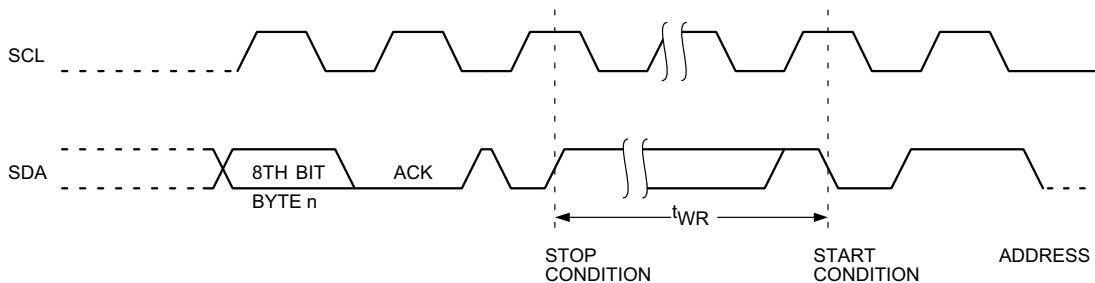 SCL
SDA
8TH BIT
ACK
BYTE n
tWR
STOP
CONDITION
START
CONDITION
ADDRESS